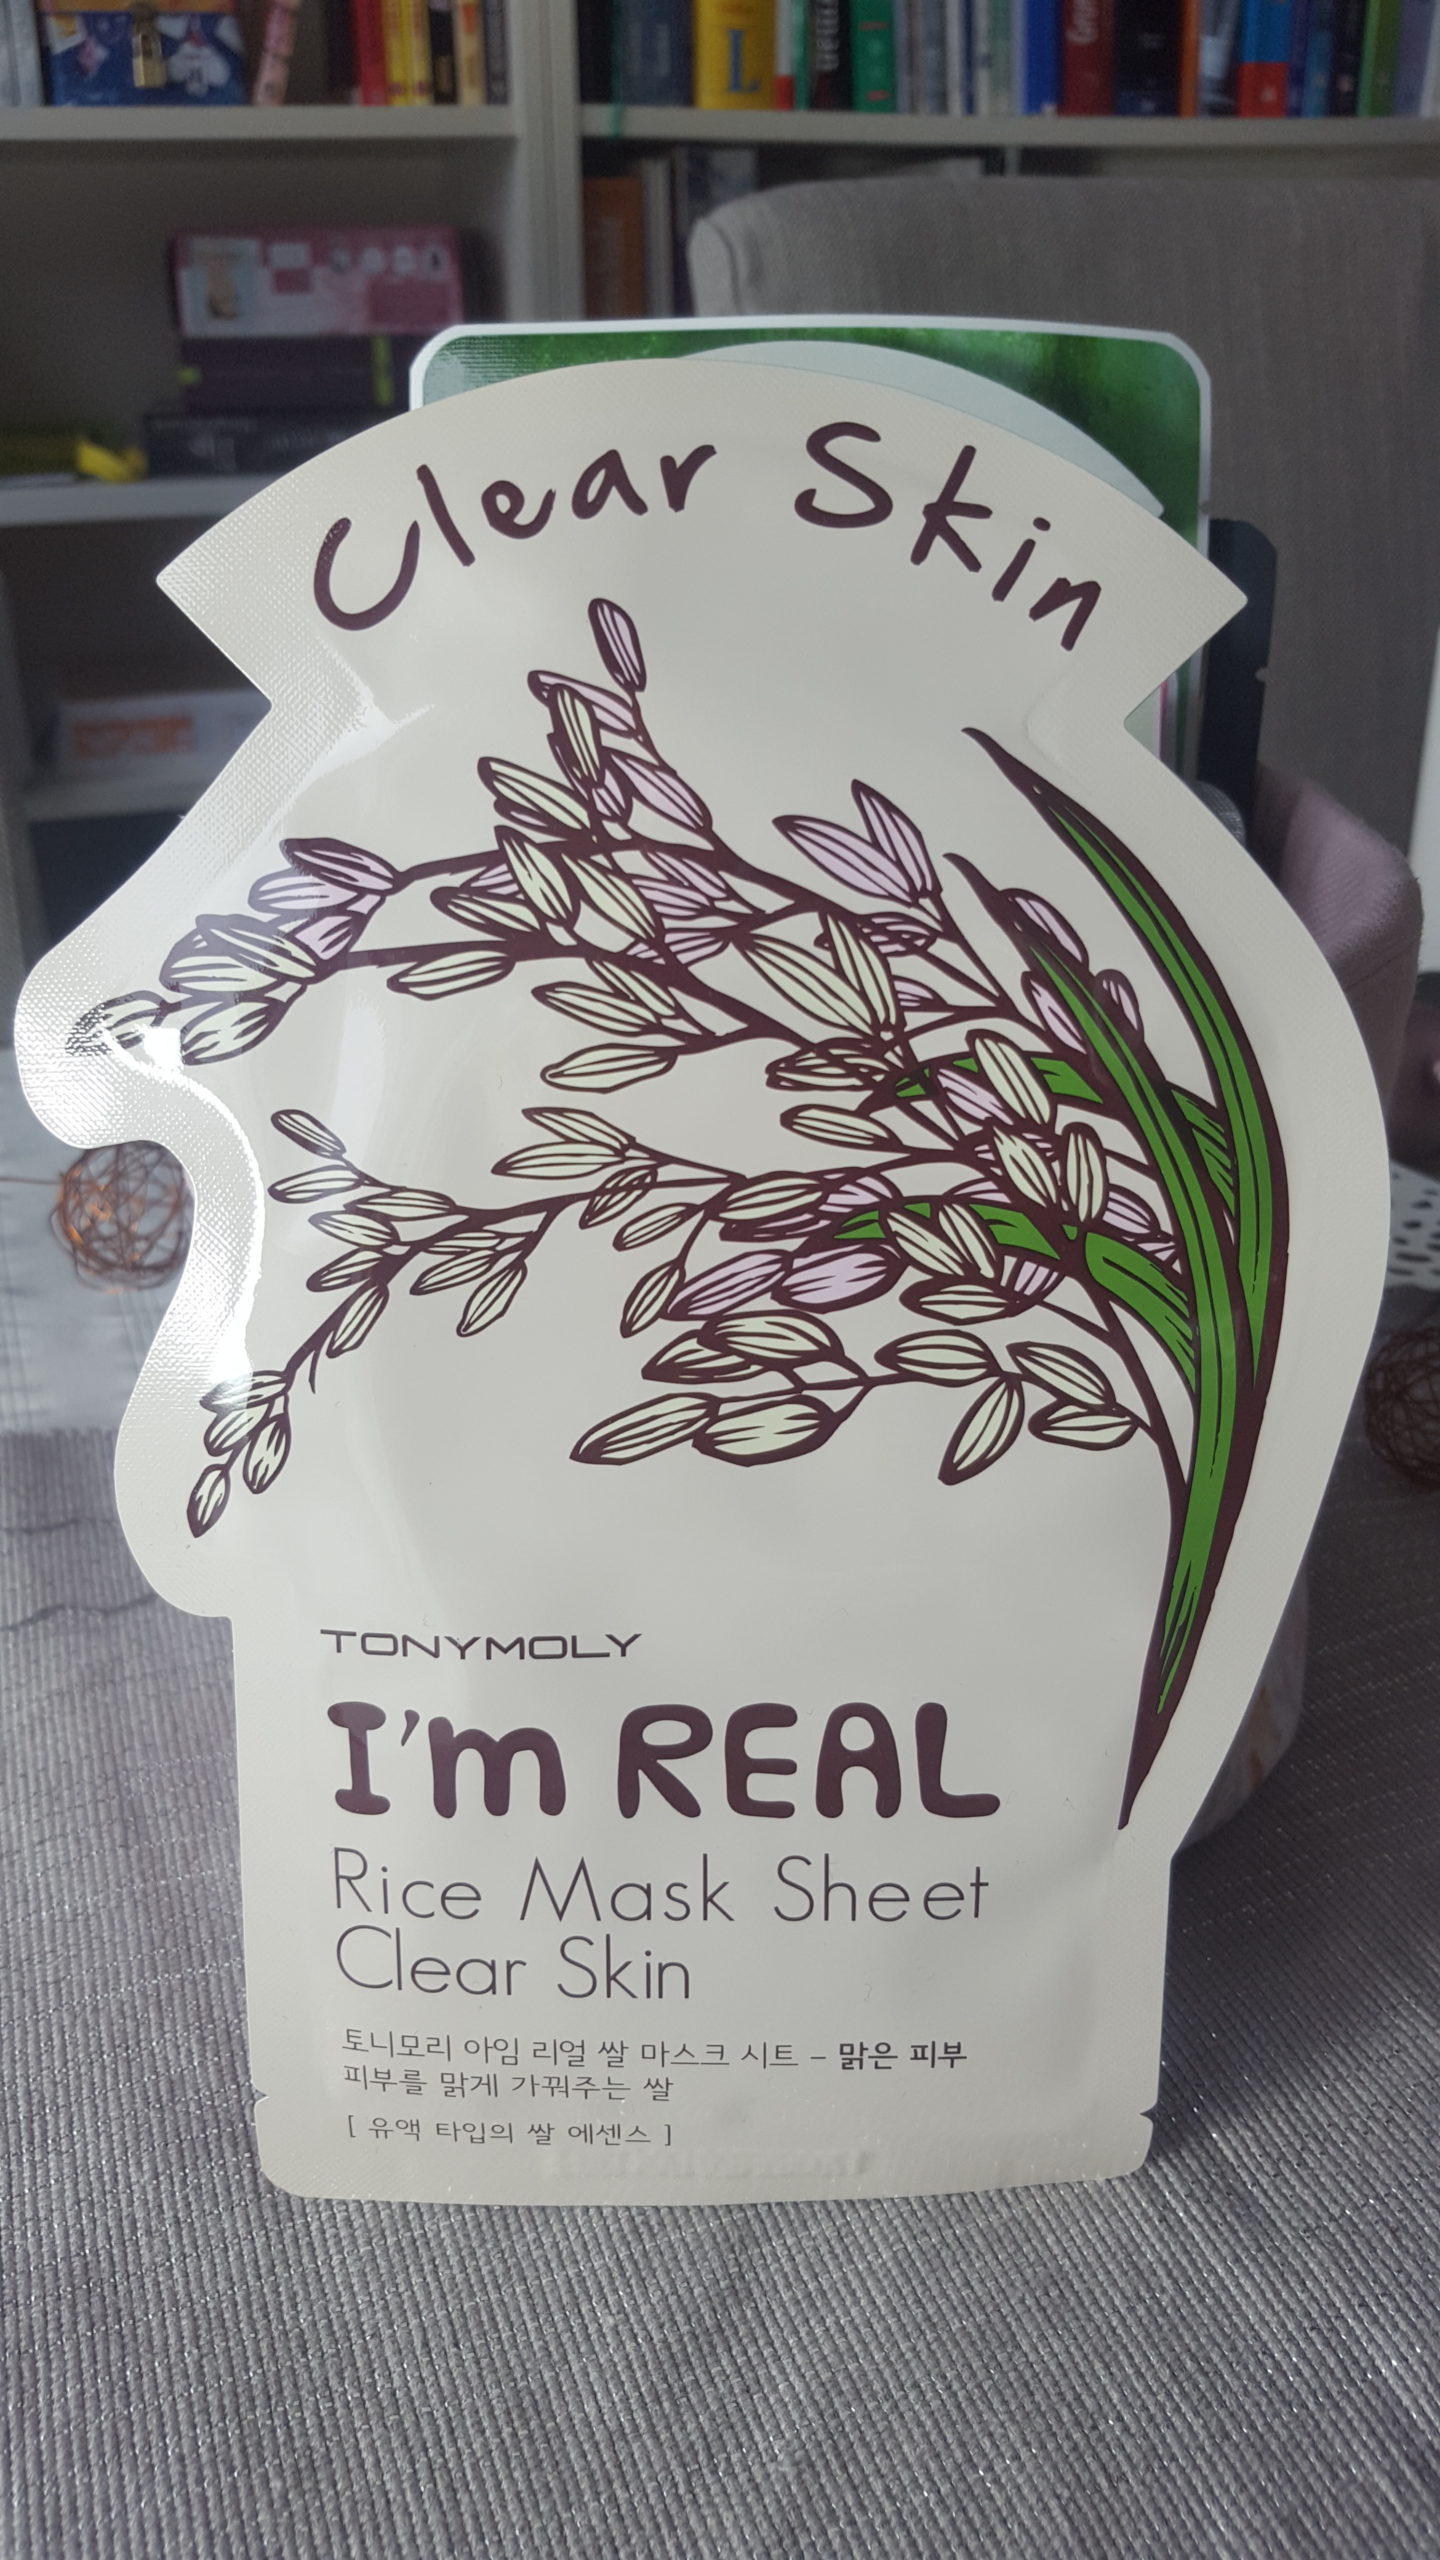 Clear Skin
TONYMOLY
I'm REAL
Rice Mask Sheet
Clear Skin
토니모리 아임 리얼 쌀 마스크 시트 – 맑은 피부
피부를 맑게 가꿔주는 쌀
[ 유액 타입의 쌀 에센스 ]